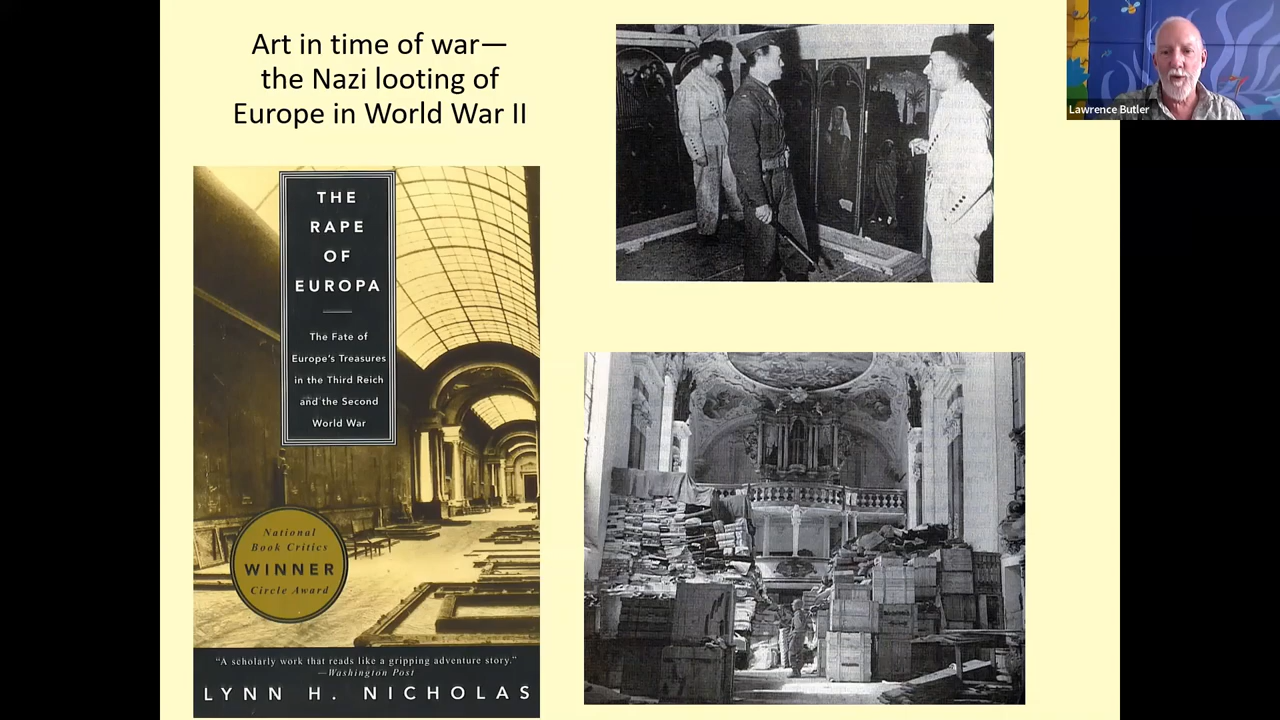 Art in time of war—
the Nazi looting of
Europe in World War II
Lawrence Butler
THE
RAPE
OF
EUROPA
The Fate of
Europe's Treasures
in the Third Reich
and the Second
World War
National
Book Critics
WINNER
Circle Award
“A scholarly work that reads like a gripping adventure story.”
—Washington Post
LYNN H. NICHOLAS